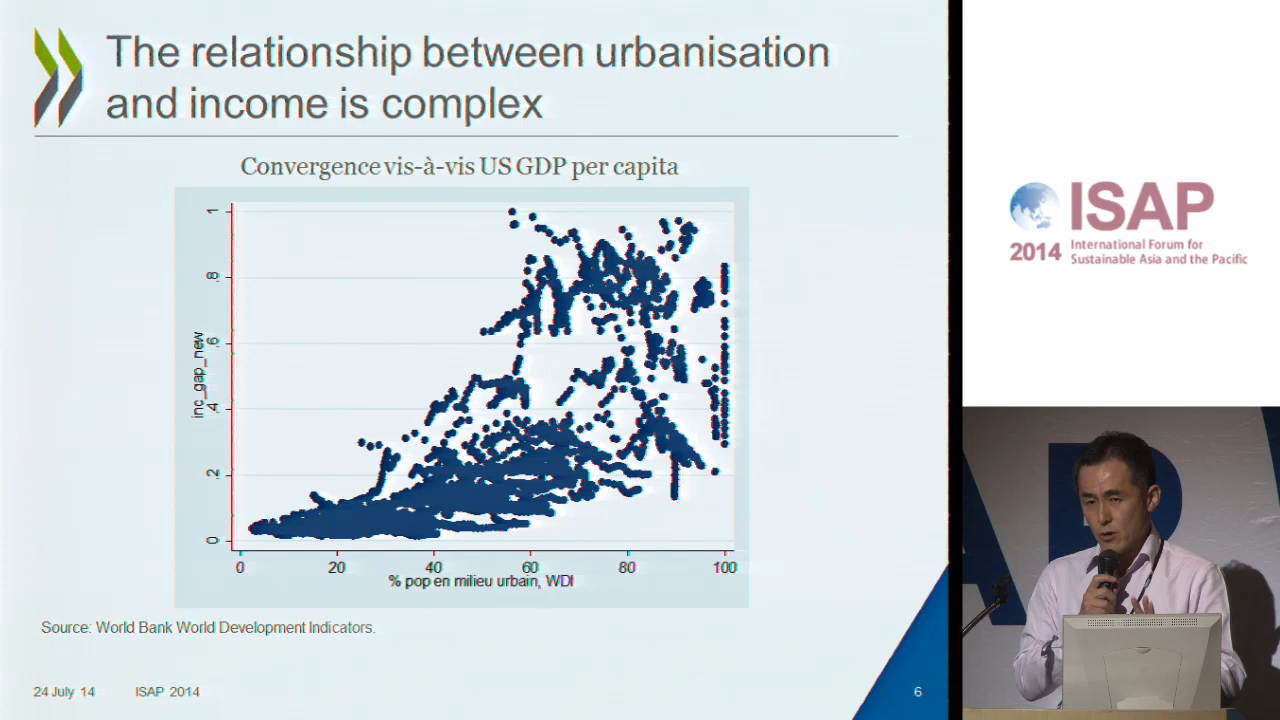 The relationship between urbanisation
and income is complex
Convergence vis-à-vis US GDP per capita
inc_gap_new
1
.8
.6
.4
.2
0
0 20 40 60 80 100
% pop en milieu urbain, WDI
Source: World Bank World Development Indicators.
24 July 14 ISAP 2014 6
ISAP
2014 International Forum for
Sustainable Asia and the Pacific